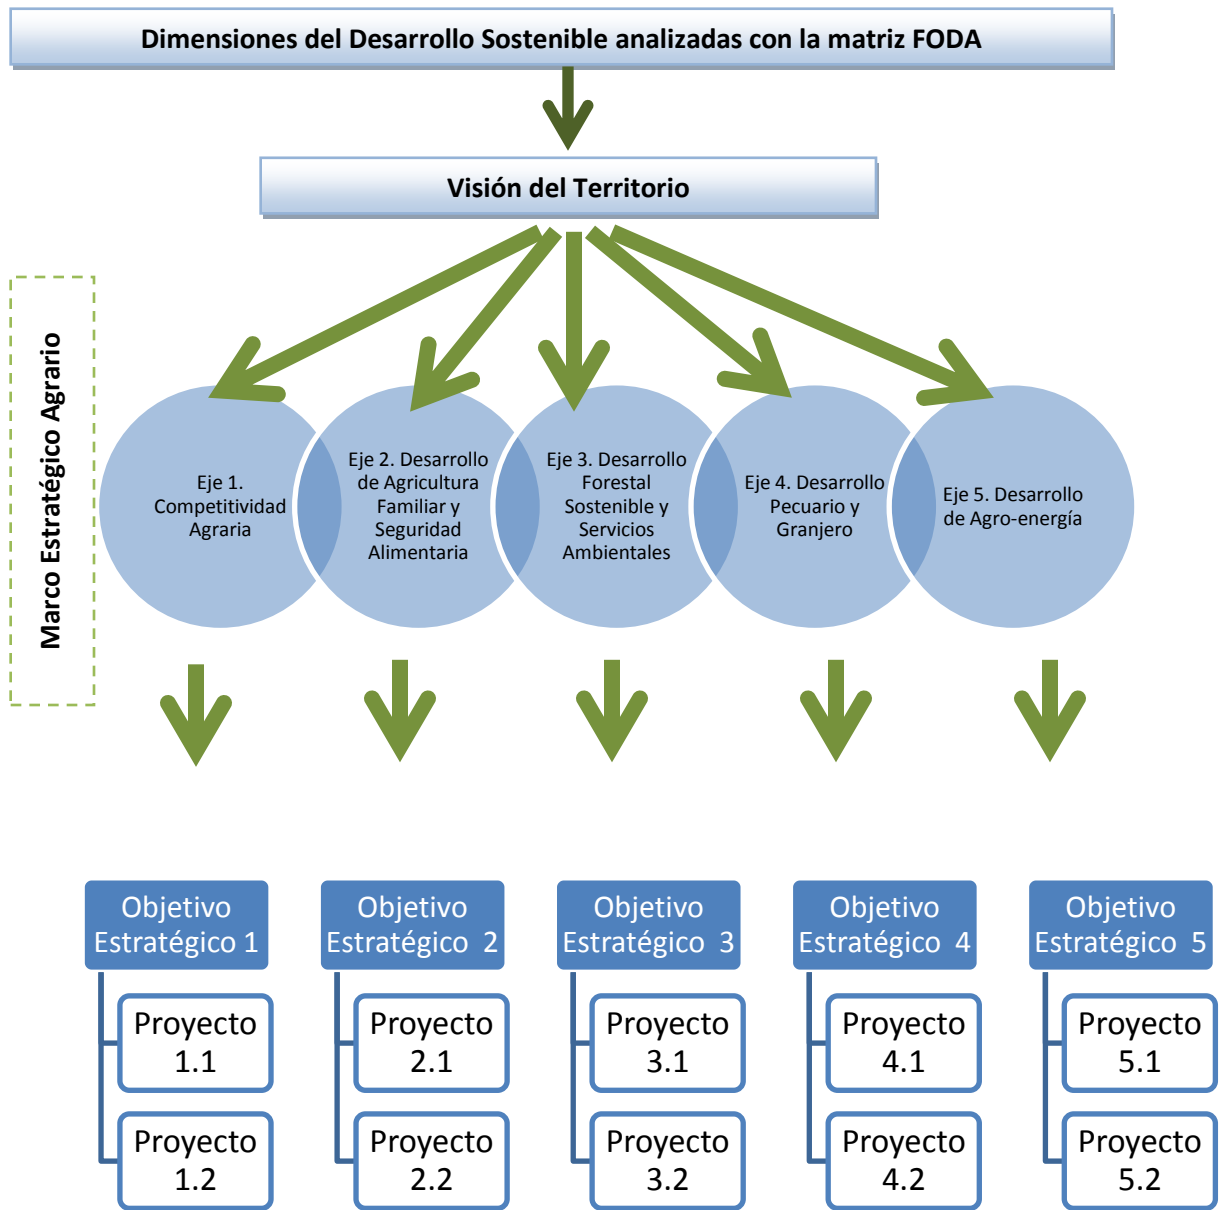 Dimensiones del Desarrollo Sostenible analizadas con la matriz FODA
Visión del Territorio
Marco Estratégico Agrario
Eje 1.
Competitividad
Agraria
Eje 2. Desarrollo
de Agricultura
Familiar y
Seguridad
Alimentaria
Eje 3. Desarrollo
Forestal
Sostenible y
Servicios
Ambientales
Eje 4. Desarrollo
Pecuario y
Granjero
Eje 5. Desarrollo
de Agro-energía
Objetivo
Estratégico 1
Proyecto
1.1
Proyecto
1.2
Objetivo
Estratégico 2
Proyecto
2.1
Proyecto
2.2
Objetivo
Estratégico 3
Proyecto
3.1
Proyecto
3.2
Objetivo
Estratégico 4
Proyecto
4.1
Proyecto
4.2
Objetivo
Estratégico 5
Proyecto
5.1
Proyecto
5.2